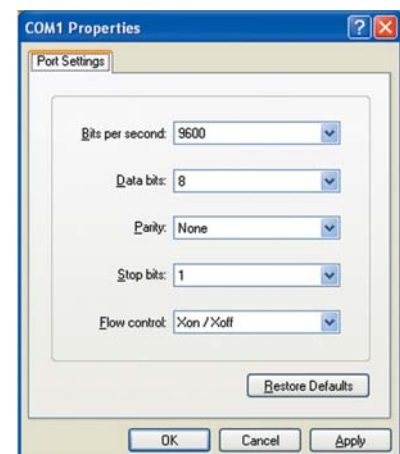 COM1 Properties
Port Settings
Bits per second: 9600
Data bits: 8
Parity: None
Stop bits: 1
Flow control: Xon / Xoff
Restore Defaults
OK Cancel Apply